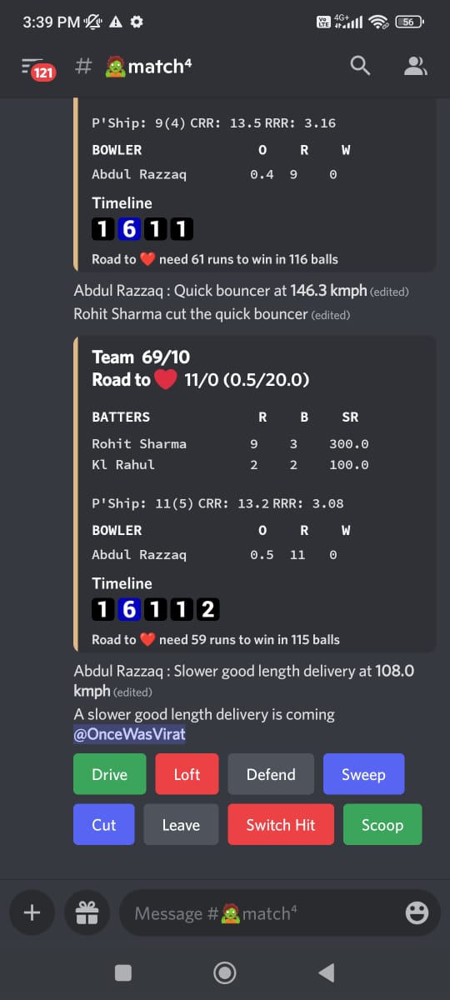 3:39 PM
Vo LTE 4G+ 56
121 # 🧟match⁴
P'Ship: 9(4) CRR: 13.5 RRR: 3.16
BOWLER O R W
Abdul Razzaq 0.4 9 0
Timeline
1 6 1 1
Road to ❤️ need 61 runs to win in 116 balls
Abdul Razzaq : Quick bouncer at 146.3 kmph (edited)
Rohit Sharma cut the quick bouncer (edited)
Team 69/10
Road to ❤️ 11/0 (0.5/20.0)
BATTERS R B SR
Rohit Sharma 9 3 300.0
Kl Rahul 2 2 100.0
P'Ship: 11(5) CRR: 13.2 RRR: 3.08
BOWLER O R W
Abdul Razzaq 0.5 11 0
Timeline
1 6 1 1 2
Road to ❤️ need 59 runs to win in 115 balls
Abdul Razzaq : Slower good length delivery at 108.0
kmph (edited)
A slower good length delivery is coming
@OnceWasVirat
Drive Loft Defend Sweep
Cut Leave Switch Hit Scoop
Message #🧟match⁴